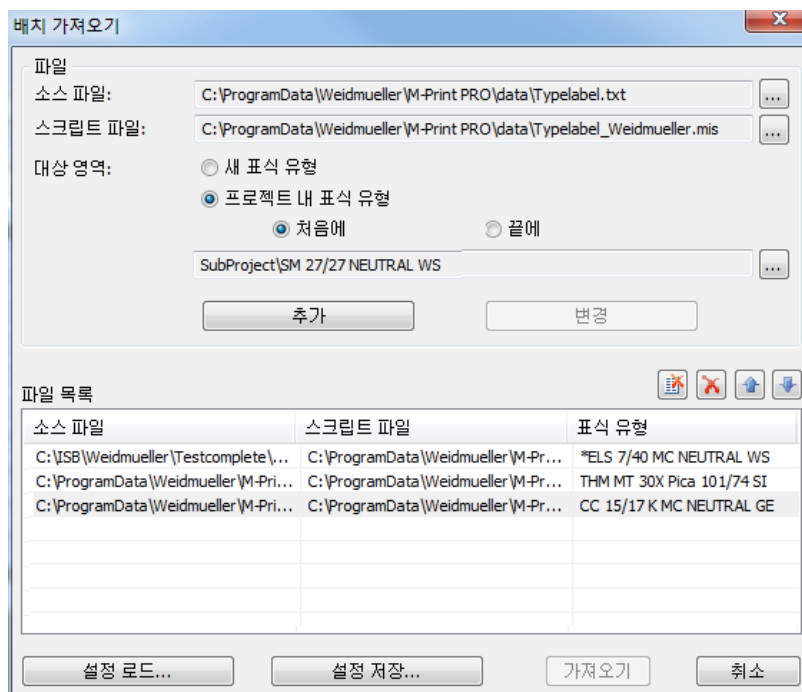 배치 가져오기
파일
소스 파일: C:\ProgramData\Weidmueller\M-Print PRO\data\Typelabel.txt ...
스크립트 파일: C:\ProgramData\Weidmueller\M-Print PRO\data\Typelabel_Weidmueller.mis ...
대상 영역: 새 표식 유형
프로젝트 내 표식 유형
처음에 끝에
SubProject\SM 27/27 NEUTRAL WS ...
추가 변경
파일 목록
소스 파일 스크립트 파일 표식 유형
C:\ISB\Weidmueller\Testcomplete\... C:\ProgramData\Weidmueller\M-Pr... *ELS 7/40 MC NEUTRAL WS
C:\ProgramData\Weidmueller\M-Pri... C:\ProgramData\Weidmueller\M-Pr... THM MT 30X Pica 101/74 SI
C:\ProgramData\Weidmueller\M-Pri... C:\ProgramData\Weidmueller\M-Pr... CC 15/17 K MC NEUTRAL GE
설정 로드... 설정 저장... 가져오기 취소